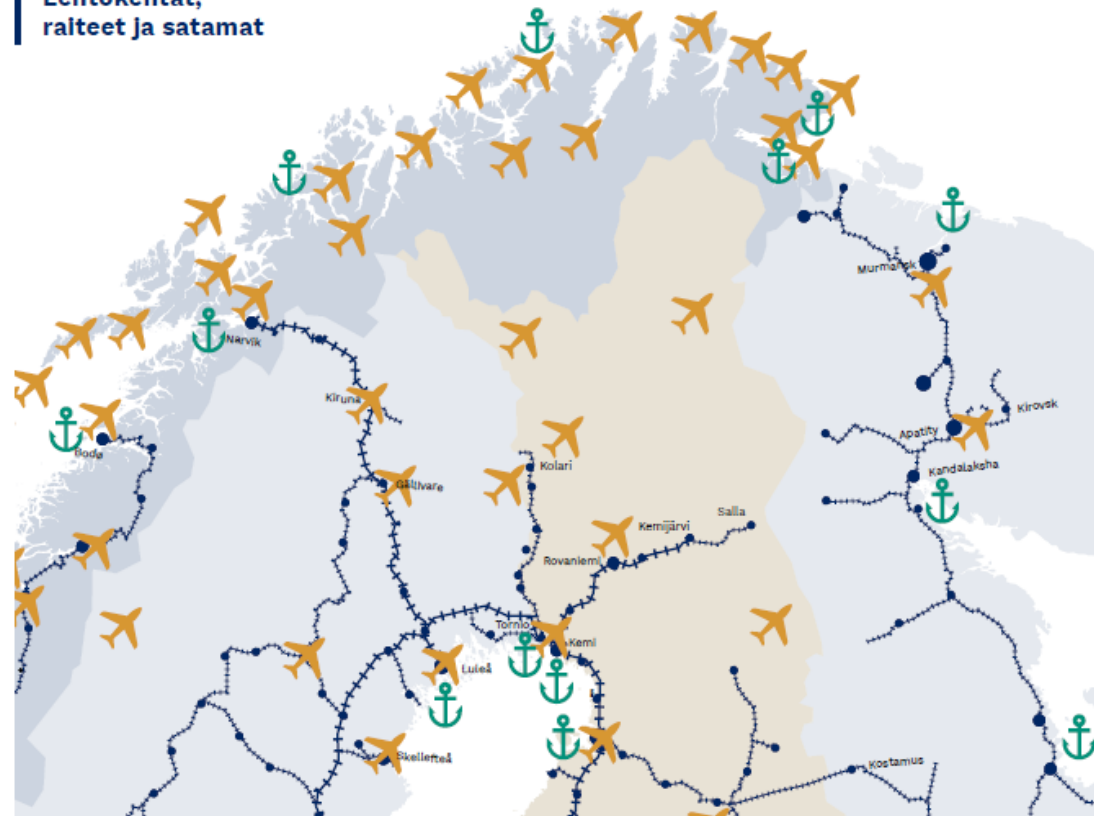 Lentokentät,
raiteet ja satamat
Murmansk
Narvik
Kiruna
Kirovsk
Apatity
Bodø
Kolari
Kandalaksha
Gällivare
Salla
Kemijärvi
Rovaniemi
Tornio
Kemi
Luleå
Skellefteå
Kostamus